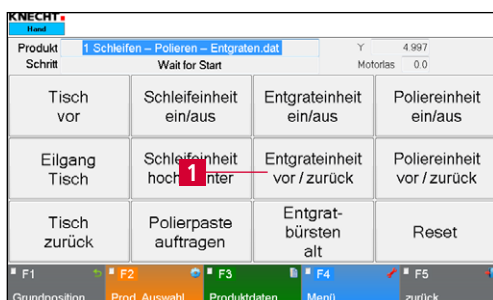 KNECHT
Hand
Produkt 1 Schleifen – Polieren – Entgraten.dat Y 4.997
Schritt Wait for Start Motorlas 0.0
Tisch
vor
Schleifeinheit
ein/aus
Entgrateinheit
ein/aus
Poliereinheit
ein/aus
Eilgang
Tisch
Schleifeinheit
hoch nter
1
Entgrateinheit
vor / zurück
Poliereinheit
vor / zurück
Tisch
zurück
Polierpaste
auftragen
Entgrat-
bürsten
alt
Reset
F1 F2 F3 F4 F5
Grundposition Prod. Auswahl Produktdaten Menü zurück